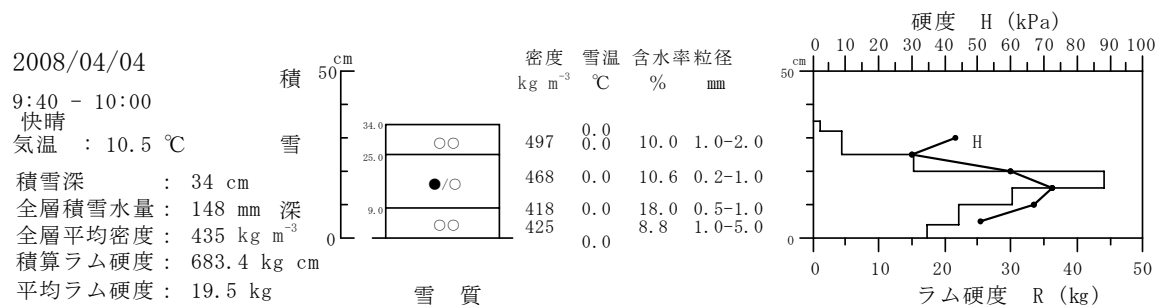 2008/04/04
9:40 - 10:00
快晴
気温 : 10.5 ℃
積雪深 : 34 cm
全層積雪水量 : 148 mm
全層平均密度 : 435 kg m⁻³
積算ラム硬度 : 683.4 kg cm
平均ラム硬度 : 19.5 kg
積
雪
深
cm
50
0
34.0
○○
25.0
●/○
9.0
○○
雪 質
密度 雪温 含水率 粒径
kg m⁻³ ℃ % mm
0.0
497 0.0 10.0 1.0-2.0
468 0.0 10.6 0.2-1.0
418 0.0 18.0 0.5-1.0
425 8.8 1.0-5.0
0.0
硬度 H (kPa)
0 10 20 30 40 50 60 70 80 90 100
cm
50
H
0
0 10 20 30 40 50
ラム硬度 R (kg)